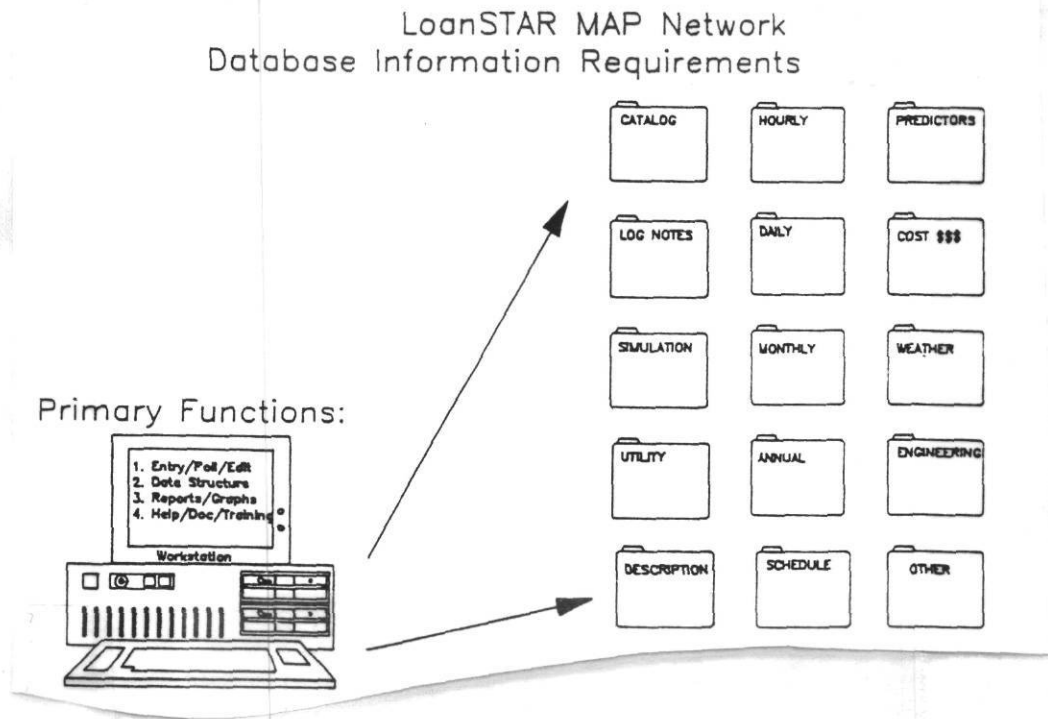 LoanSTAR MAP Network
Database Information Requirements
CATALOG
HOURLY
PREDICTORS
LOG NOTES
DAILY
COST $$$
SIMULATION
MONTHLY
WEATHER
UTILITY
ANNUAL
ENGINEERING
DESCRIPTION
SCHEDULE
OTHER
Primary Functions:
1. Entry/Poll/Edit
2. Data Structure
3. Reports/Graphs
4. Help/Doc/Training
Workstation